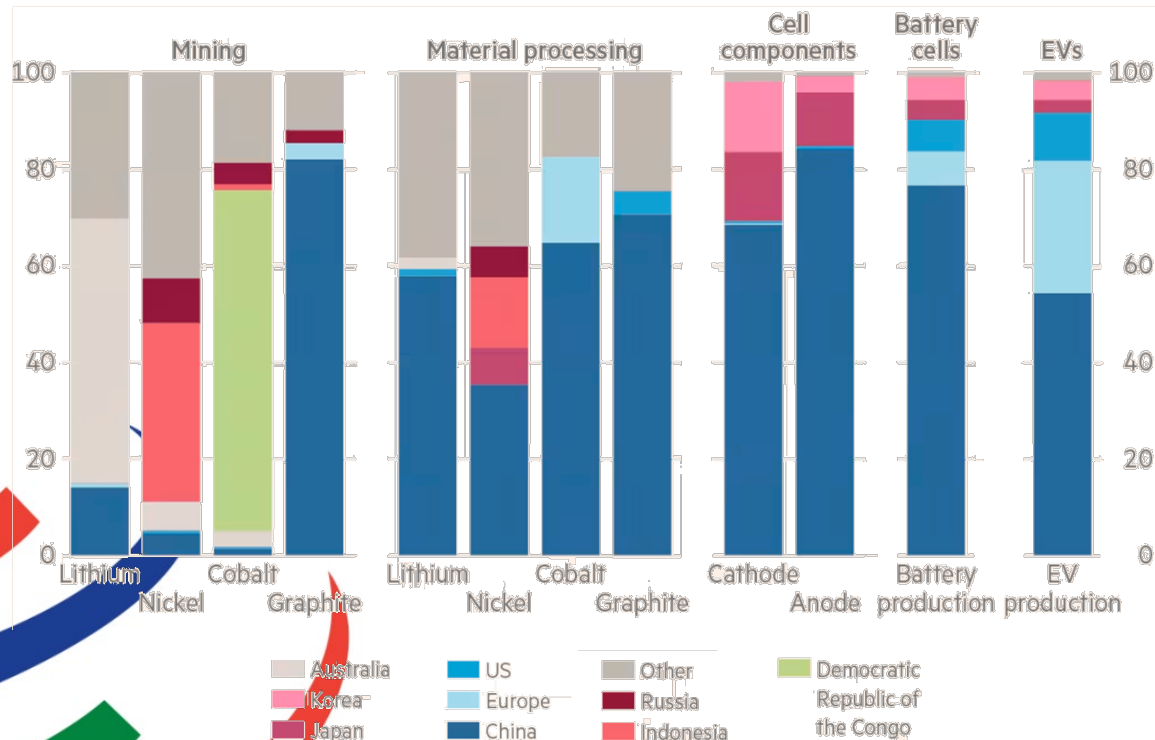 Cell
Battery
Mining
Material processing
components
cells
EVs
100
100
80
80
60
60
40
40
20
20
0
0
Lithium
Cobalt
Lithium
Cobalt
Cathode
Battery
EV
Nickel
Graphite
Nickel
Graphite
Anode
production
production
Australia
US
Other
Democratic
Korea
Europe
Russia
Republic of
Japan
China
Indonesia
the Congo